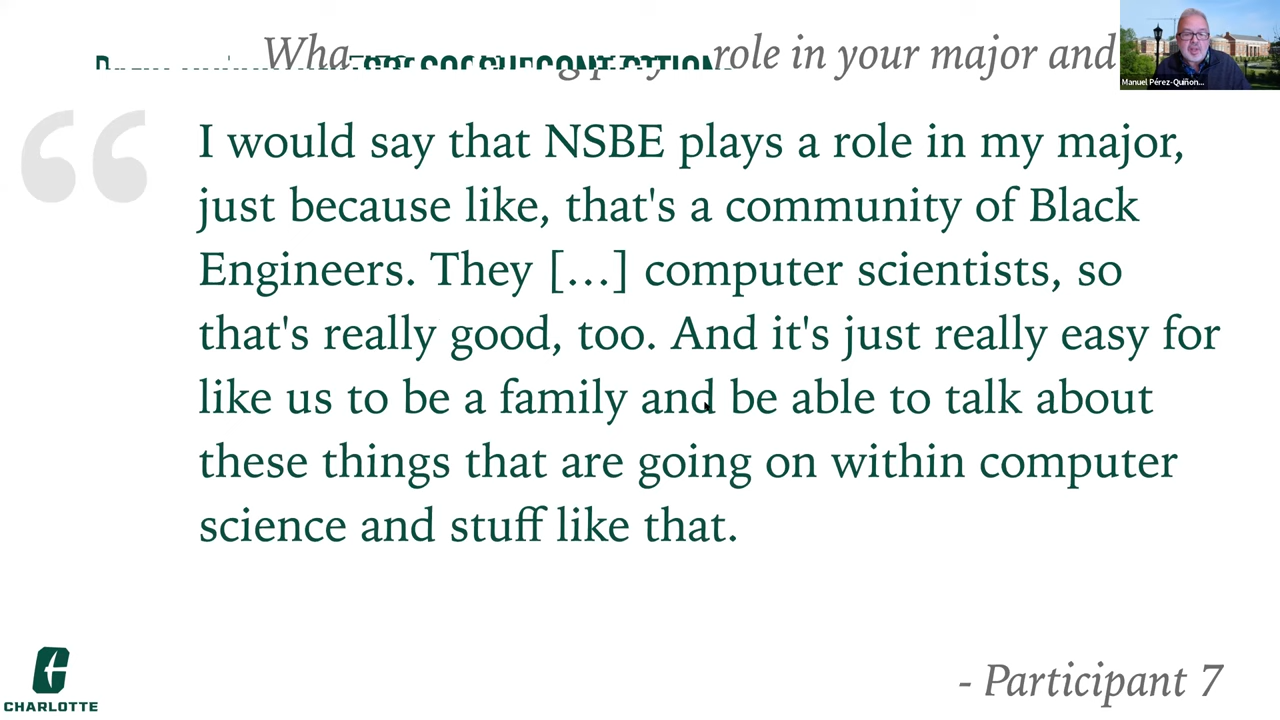 Wha role in your major and
Manuel Pérez-Quiñon...
I would say that NSBE plays a role in my major,
just because like, that's a community of Black
Engineers. They […] computer scientists, so
that's really good, too. And it's just really easy for
like us to be a family and be able to talk about
these things that are going on within computer
science and stuff like that.
CHARLOTTE
- Participant 7